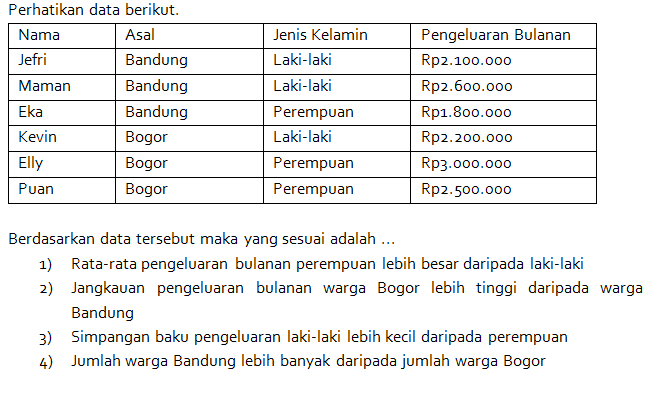 Perhatikan data berikut.
Nama Asal Jenis Kelamin Pengeluaran Bulanan
Jefri Bandung Laki-laki Rp2.100.000
Maman Bandung Laki-laki Rp2.600.000
Eka Bandung Perempuan Rp1.800.000
Kevin Bogor Laki-laki Rp2.200.000
Elly Bogor Perempuan Rp3.000.000
Puan Bogor Perempuan Rp2.500.000
Berdasarkan data tersebut maka yang sesuai adalah ...
1) Rata-rata pengeluaran bulanan perempuan lebih besar daripada laki-laki
2) Jangkauan pengeluaran bulanan warga Bogor lebih tinggi daripada warga
Bandung
3) Simpangan baku pengeluaran laki-laki lebih kecil daripada perempuan
4) Jumlah warga Bandung lebih banyak daripada jumlah warga Bogor